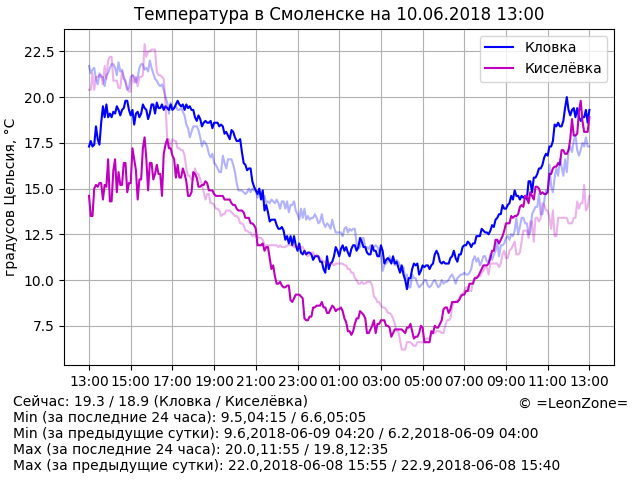 Температура в Смоленске на 10.06.2018 13:00
Кловка
Киселёвка
градусов Цельсия, °C
22.5
20.0
17.5
15.0
12.5
10.0
7.5
13:00 15:00 17:00 19:00 21:00 23:00 01:00 03:00 05:00 07:00 09:00 11:00 13:00
Сейчас: 19.3 / 18.9 (Кловка / Киселёвка)
© =LeonZone=
Min (за последние 24 часа): 9.5,04:15 / 6.6,05:05
Min (за предыдущие сутки): 9.6,2018-06-09 04:20 / 6.2,2018-06-09 04:00
Max (за последние 24 часа): 20.0,11:55 / 19.8,12:35
Max (за предыдущие сутки): 22.0,2018-06-08 15:55 / 22.9,2018-06-08 15:40